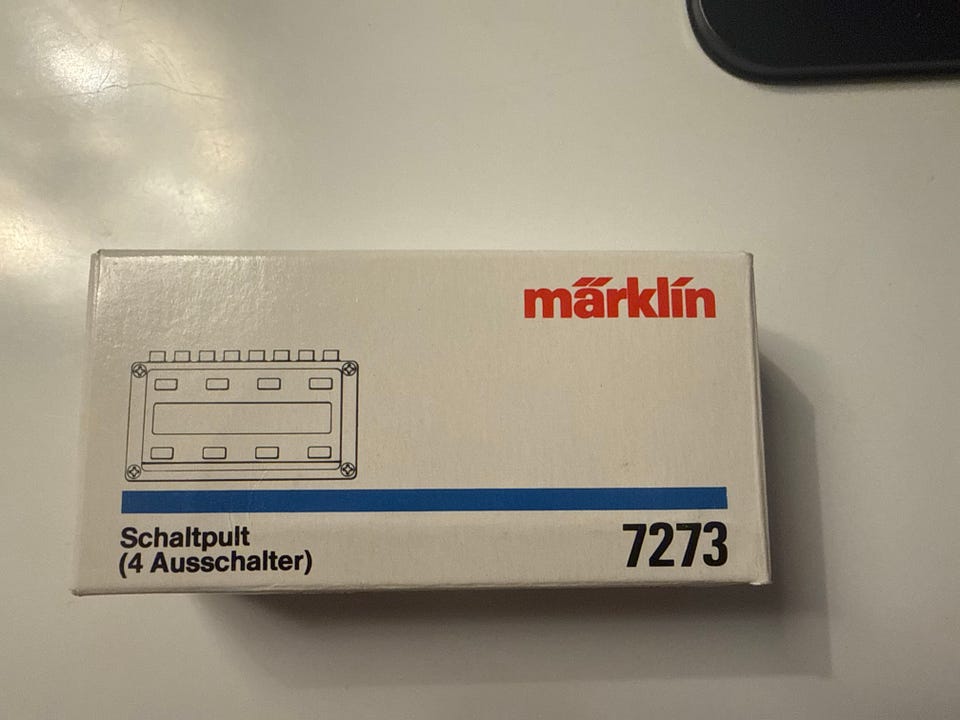 märklin
Schaltpult
(4 Ausschalter)
7273